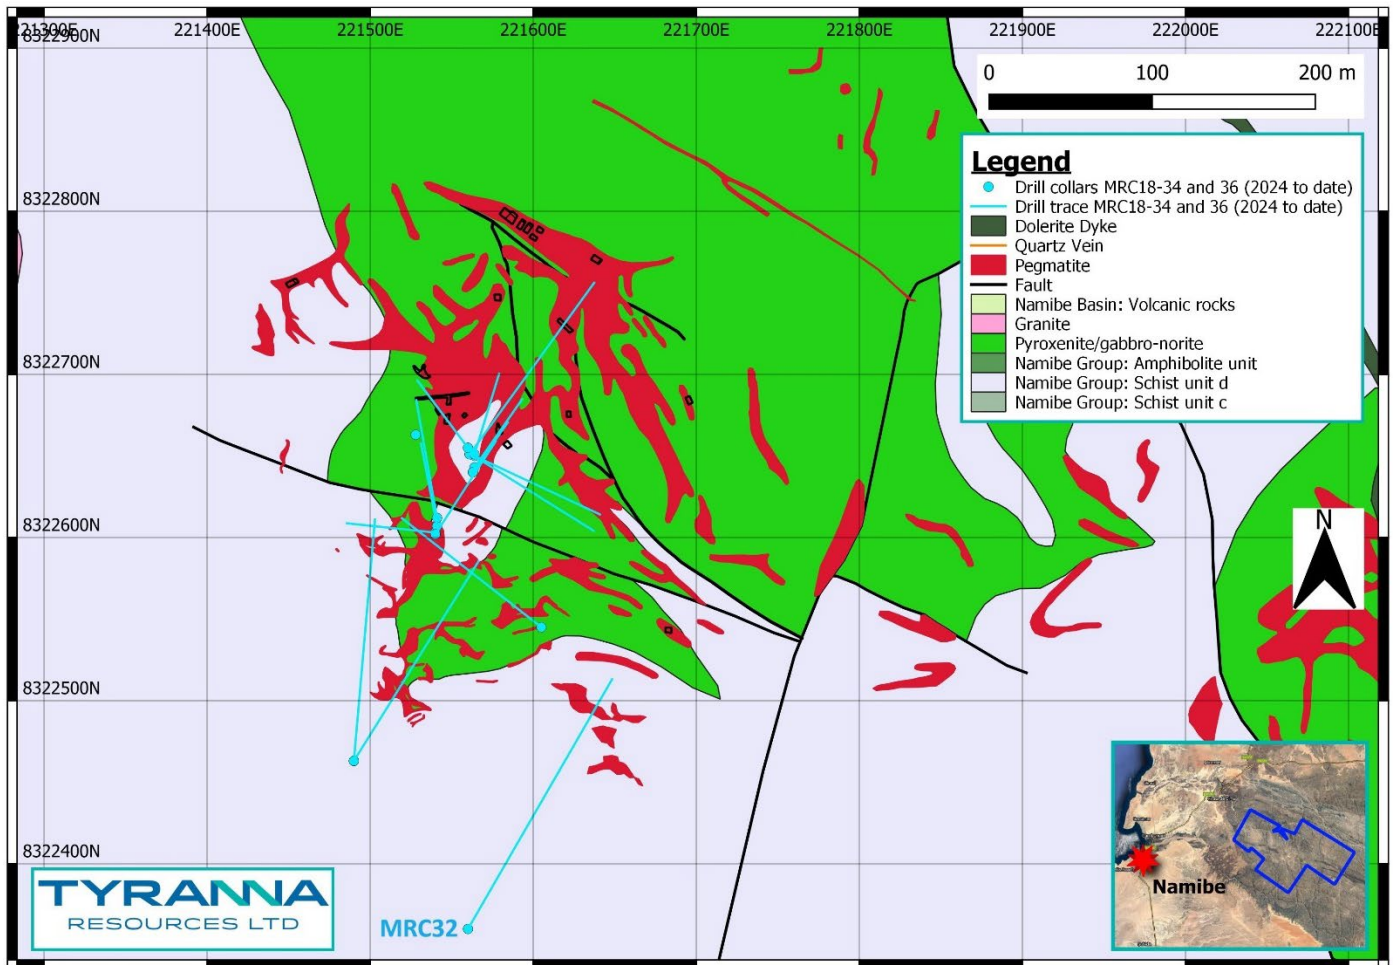 221300E 221400E 221500E 221600E 221700E 221800E 221900E 222000E 222100E
8322900N
0 100 200 m
Legend
Drill collars MRC18-34 and 36 (2024 to date)
Drill trace MRC18-34 and 36 (2024 to date)
Dolerite Dyke
Quartz Vein
Pegmatite
Fault
Namibe Basin: Volcanic rocks
Granite
Pyroxenite/gabbro-norite
Namibe Group: Amphibolite unit
Namibe Group: Schist unit d
Namibe Group: Schist unit c
8322800N
8322700N
8322600N
N
8322500N
8322400N
TYRANNA
RESOURCES LTD
MRC32
Namibe